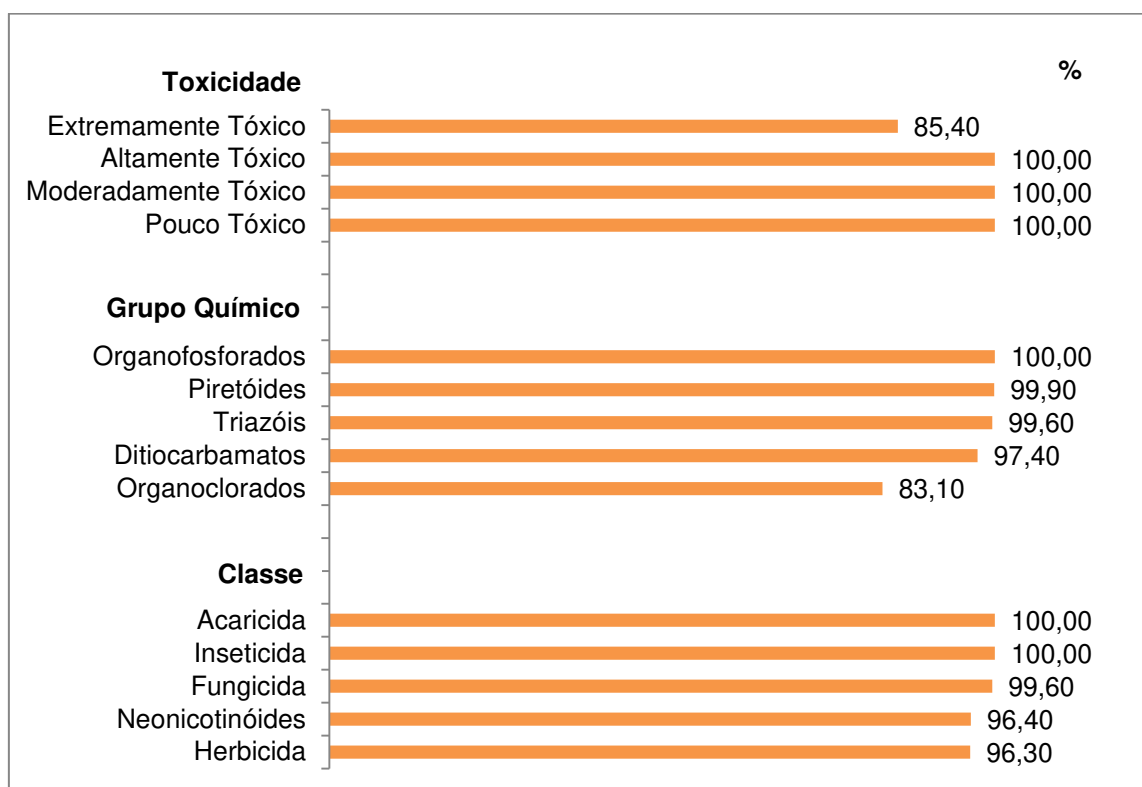 %
Toxicidade
Extremamente Tóxico 85,40
Altamente Tóxico 100,00
Moderadamente Tóxico 100,00
Pouco Tóxico 100,00
Grupo Químico
Organofosforados 100,00
Piretóides 99,90
Triazóis 99,60
Ditiocarbamatos 97,40
Organoclorados 83,10
Classe
Acaricida 100,00
Inseticida 100,00
Fungicida 99,60
Neonicotinóides 96,40
Herbicida 96,30